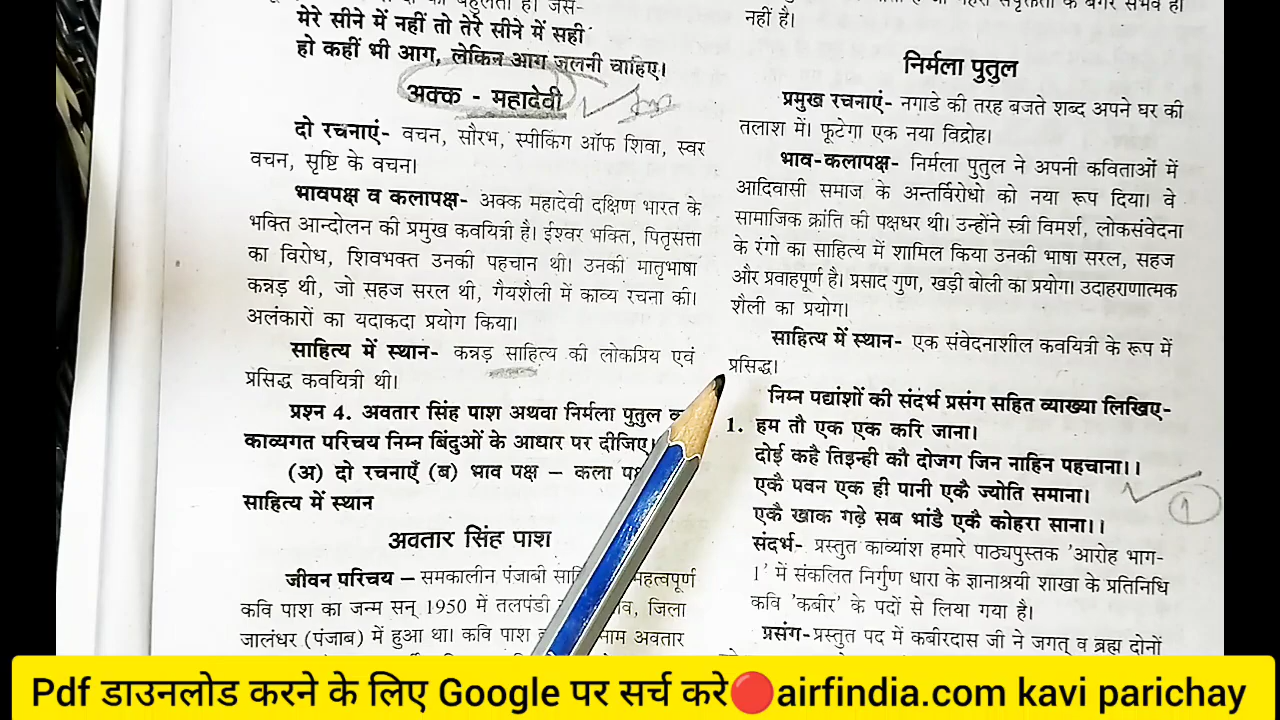 मेरे सीने में नहीं तो तेरे सीने में सही
हो कहीं भी आग, लेकिन आग जलनी चाहिए।
अक्क - महादेवी
दो रचनाएं- वचन, सौरभ, स्पीकिंग ऑफ शिवा, स्वर
वचन, सृष्टि के वचन।
भावपक्ष व कलापक्ष- अक्क महादेवी दक्षिण भारत के
भक्ति आन्दोलन की प्रमुख कवयित्री है। ईश्वर भक्ति, पितृसत्ता
का विरोध, शिवभक्त उनकी पहचान थी। उनकी मातृभाषा
कन्नड़ थी, जो सहज सरल थी, गैयशैली में काव्य रचना की।
अलंकारों का यदाकदा प्रयोग किया।
साहित्य में स्थान- कन्नड़ साहित्य की लोकप्रिय एवं
प्रसिद्ध कवयित्री थी।
प्रश्न 4. अवतार सिंह पाश अथवा निर्मला पुतुल
काव्यगत परिचय निम्न बिंदुओं के आधार पर दीजिए।
(अ) दो रचनाएँ (ब) भाव पक्ष – कला
साहित्य में स्थान
अवतार सिंह पाश
जीवन परिचय – समकालीन पंजाबी महत्वपूर्ण
कवि पाश का जन्म सन् 1950 में तलपंडी जिला
जालंधर (पंजाब) में हुआ था। कवि पाश नाम अवतार
नहीं है।
निर्मला पुतुल
प्रमुख रचनाएं- नगाडे की तरह बजते शब्द अपने घर की
तलाश में। फूटेगा एक नया विद्रोह।
भाव-कलापक्ष- निर्मला पुतुल ने अपनी कविताओं में
आदिवासी समाज के अन्तर्विरोधो को नया रूप दिया। वे
सामाजिक क्रांति की पक्षधर थी। उन्होंने स्त्री विमर्श, लोकसंवेदना
के रंगो का साहित्य में शामिल किया उनकी भाषा सरल, सहज
और प्रवाहपूर्ण है। प्रसाद गुण, खड़ी बोली का प्रयोग। उदाहराणात्मक
शैली का प्रयोग।
साहित्य में स्थान- एक संवेदनाशील कवयित्री के रूप में
प्रसिद्ध।
निम्न पद्यांशों की संदर्भ प्रसंग सहित व्याख्या लिखिए-
1. हम तौ एक एक करि जाना।
दोई कहै तिइन्ही कौ दोजग जिन नाहिन पहचाना।।
एकै पवन एक ही पानी एकै ज्योति समाना।
एकै खाक गढ़े सब भांडै एकै कोहरा साना।।
1
संदर्भ- प्रस्तुत काव्यांश हमारे पाठ्यपुस्तक 'आरोह भाग-
1' में संकलित निर्गुण धारा के ज्ञानाश्रयी शाखा के प्रतिनिधि
कवि 'कबीर' के पदों से लिया गया है।
प्रसंग-प्रस्तुत पद में कबीरदास जी ने जगत् व ब्रह्म दोनों
Pdf डाउनलोड करने के लिए Google पर सर्च करे🔴airfindia.com kavi parichay